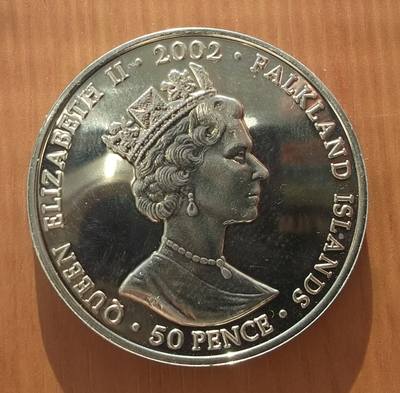 QUEEN ELIZABETH II · 2002 · FALKLAND ISLANDS ·
50 PENCE ·